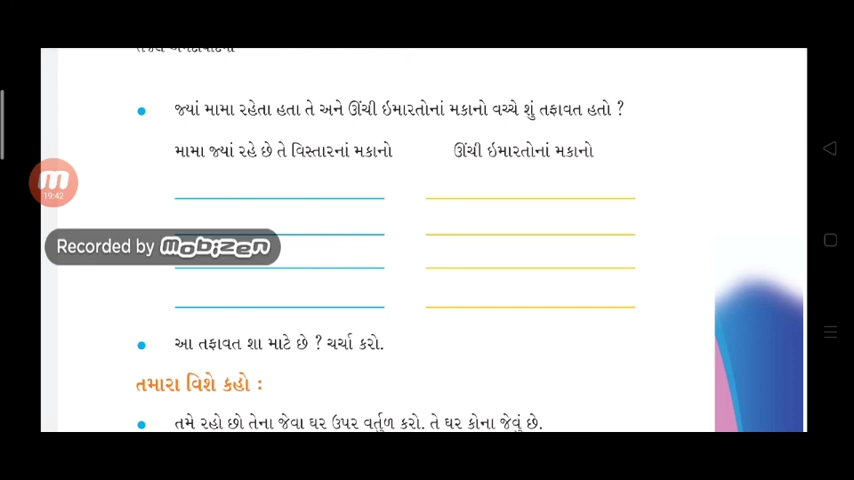 જ્યાં મામા રહેતા હતા તે અને ઊંચી ઇમારતોનાં મકાનો વચ્ચે શું તફાવત હતો ?
મામા જ્યાં રહે છે તે વિસ્તારનાં મકાનો ઊંચી ઇમારતોનાં મકાનો
19:42
Recorded by mobizen
આ તફાવત શા માટે છે ? ચર્ચા કરો.
તમારા વિશે કહો :
તમે રહો છો તેના જેવા ઘર ઉપર વર્તુળ કરો. તે ઘર કોના જેવું છે.